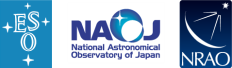 ESO
NAOJ
National Astronomical
Observatory of Japan
NRAO